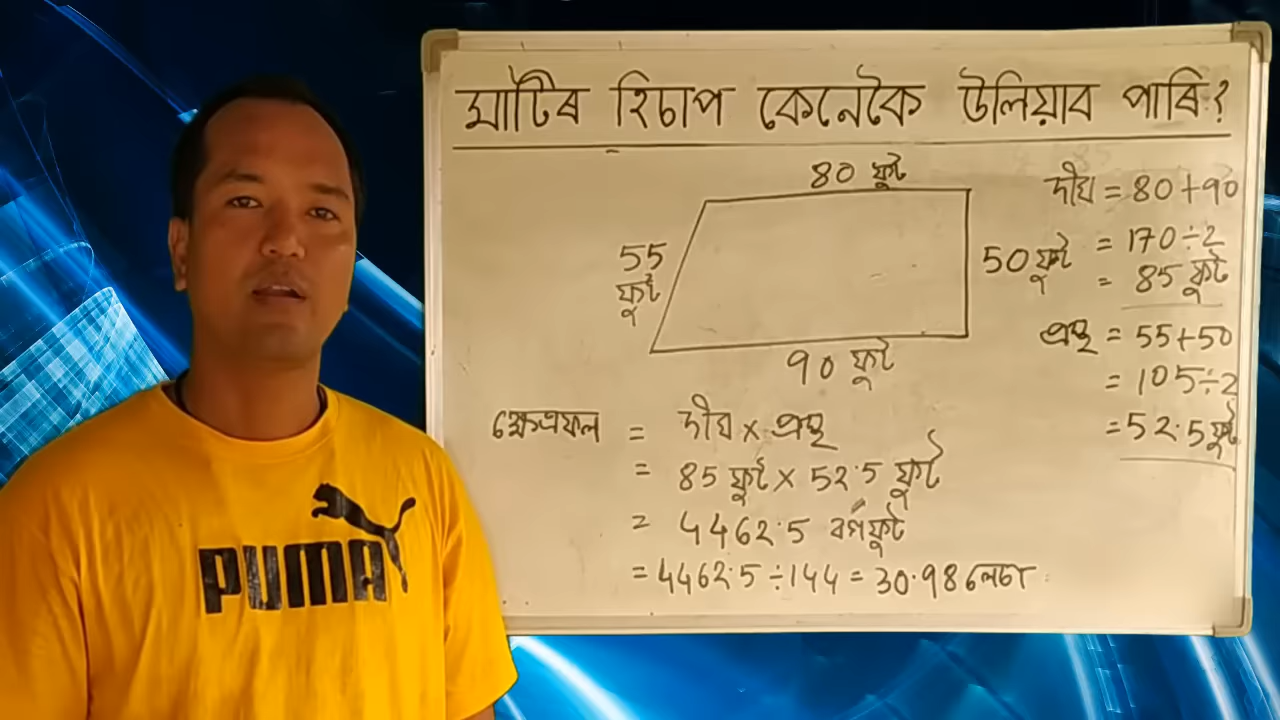 মাটিৰ হিচাপ কেনেকৈ উলিয়াব পাৰি?
80 ফুট
55
ফুট
50 ফুট
90 ফুট
দীঘ = 80+90
= 170÷2
= 85 ফুট
প্ৰস্থ = 55+50
= 105÷2
=52.5 ফুট
ক্ষেত্ৰফল = দীঘ x প্ৰস্থ
= 85 ফুট x 52.5 ফুট
= 4462.5 বৰ্গফুট
= 4462.5 ÷144 = 30.98 লেচা
PUMA